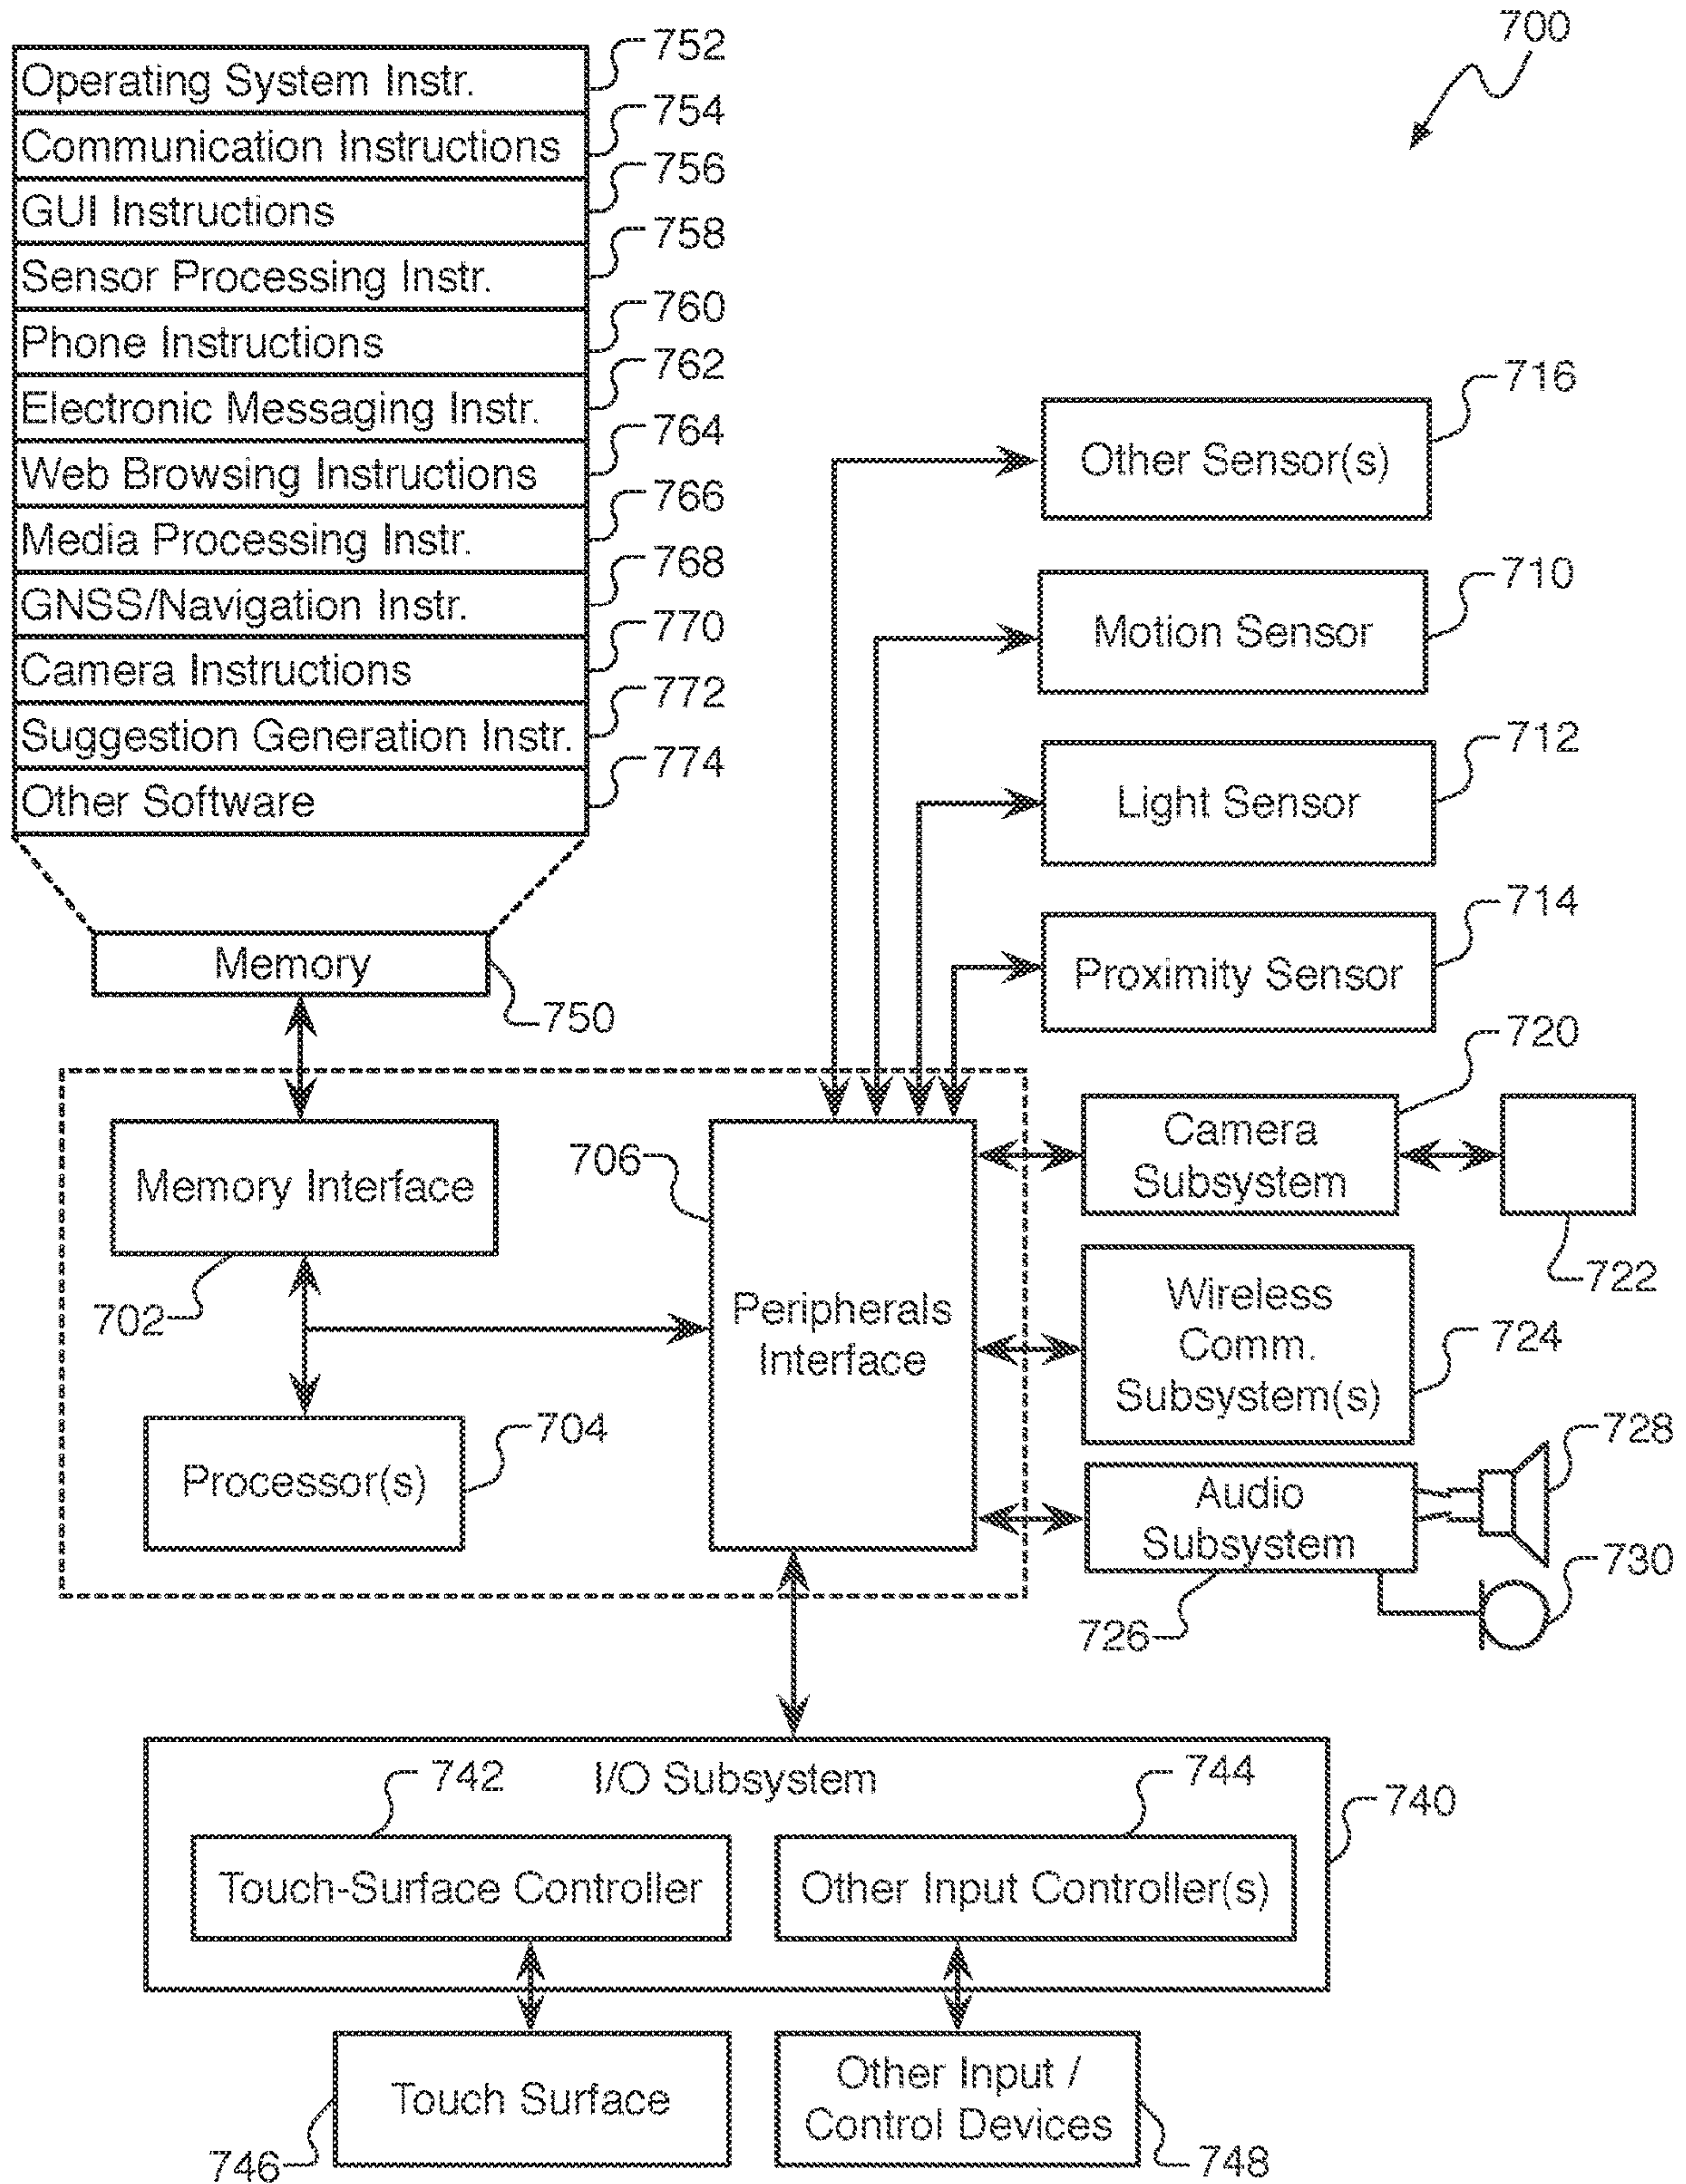 700
Operating System Instr.
752
Communication Instructions
754
GUI Instructions
756
Sensor Processing Instr.
758
Phone Instructions
760
Electronic Messaging Instr.
762
Web Browsing Instructions
764
Media Processing Instr.
766
GNSS/Navigation Instr.
768
Camera Instructions
770
Suggestion Generation Instr.
772
Other Software
774
Memory
750
Other Sensor(s)
716
Motion Sensor
710
Light Sensor
712
Proximity Sensor
714
Memory Interface
702
Processor(s)
704
706
Peripherals
Interface
Camera
Subsystem
720
722
Wireless
Comm.
Subsystem(s)
724
Audio
Subsystem
726
728
730
I/O Subsystem
740
742
Touch-Surface Controller
744
Other Input Controller(s)
Touch Surface
746
Other Input /
Control Devices
748